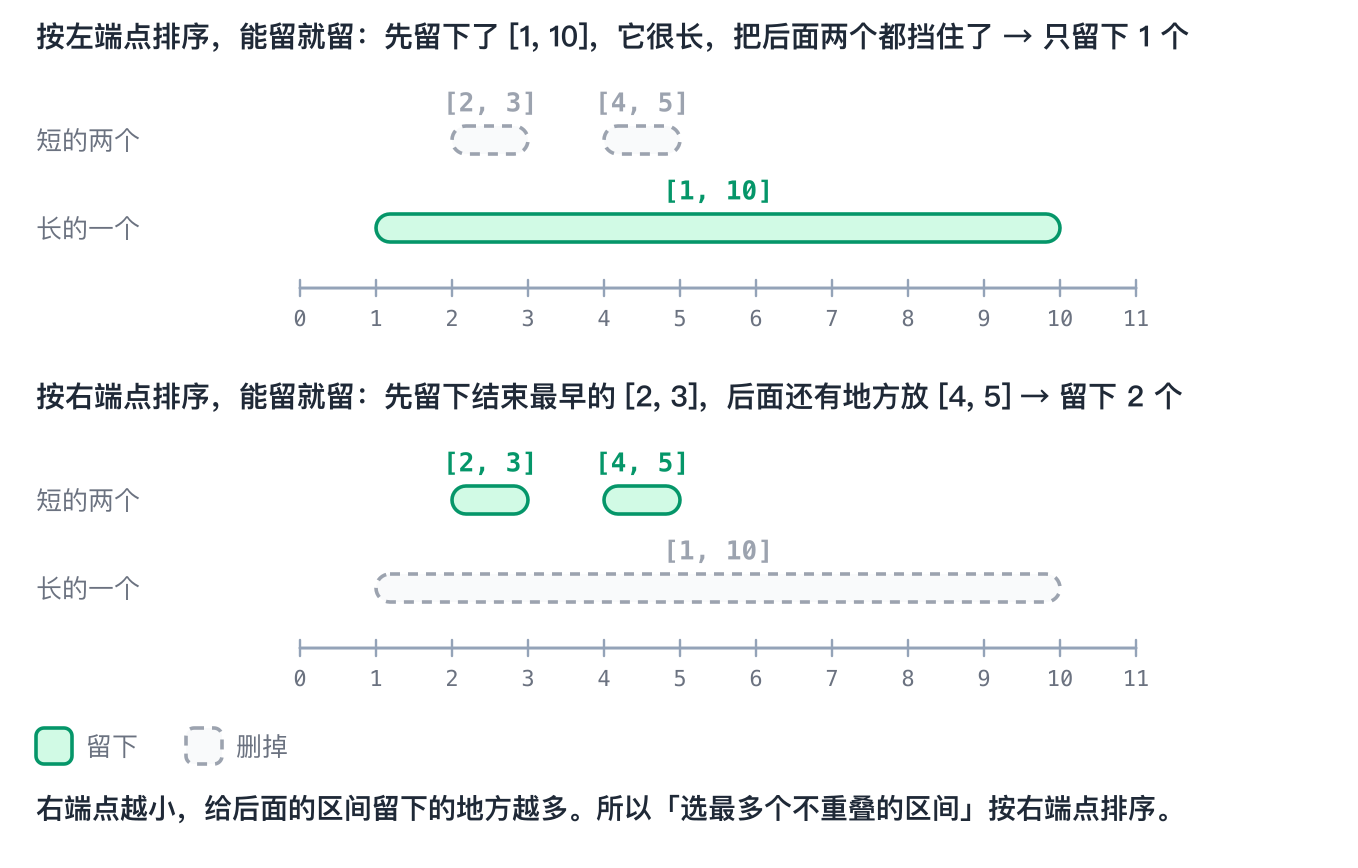 按左端点排序，能留就留：先留下了 [1, 10]，它很长，把后面两个都挡住了 → 只留下 1 个
[2, 3] [4, 5]
短的两个
[1, 10]
长的一个
0 1 2 3 4 5 6 7 8 9 10 11
按右端点排序，能留就留：先留下结束最早的 [2, 3]，后面还有地方放 [4, 5] → 留下 2 个
[2, 3] [4, 5]
短的两个
[1, 10]
长的一个
0 1 2 3 4 5 6 7 8 9 10 11
留下 删掉
右端点越小，给后面的区间留下的地方越多。所以「选最多个不重叠的区间」按右端点排序。